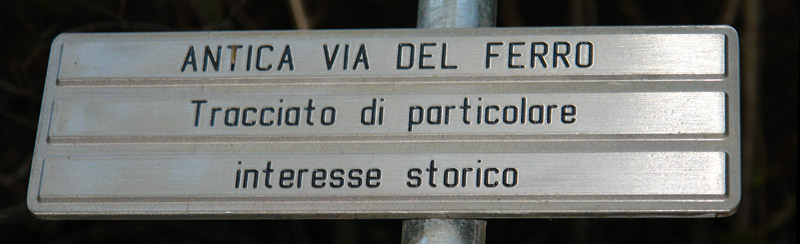 ANTICA VIA DEL FERRO
Tracciato di particolare
interesse storico